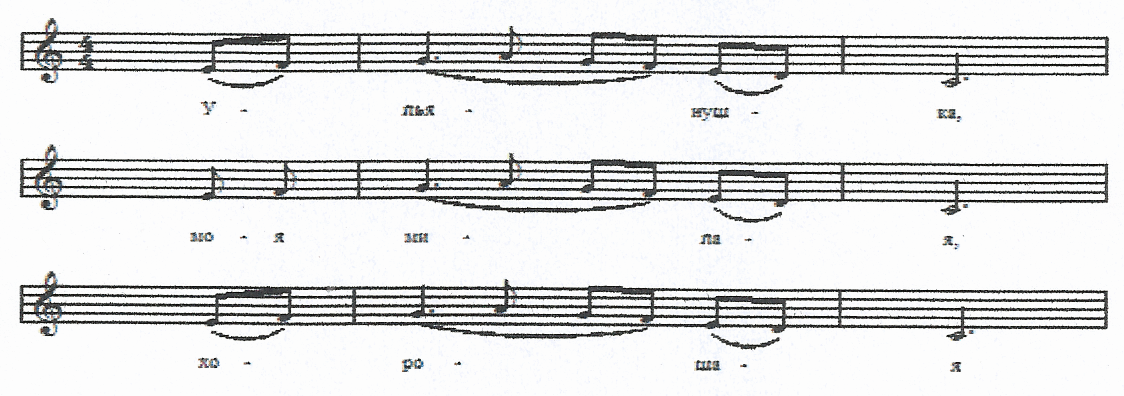 У - лья - нуш - ка,
мо - я ми - ла - я,
хо - ро - ша - я